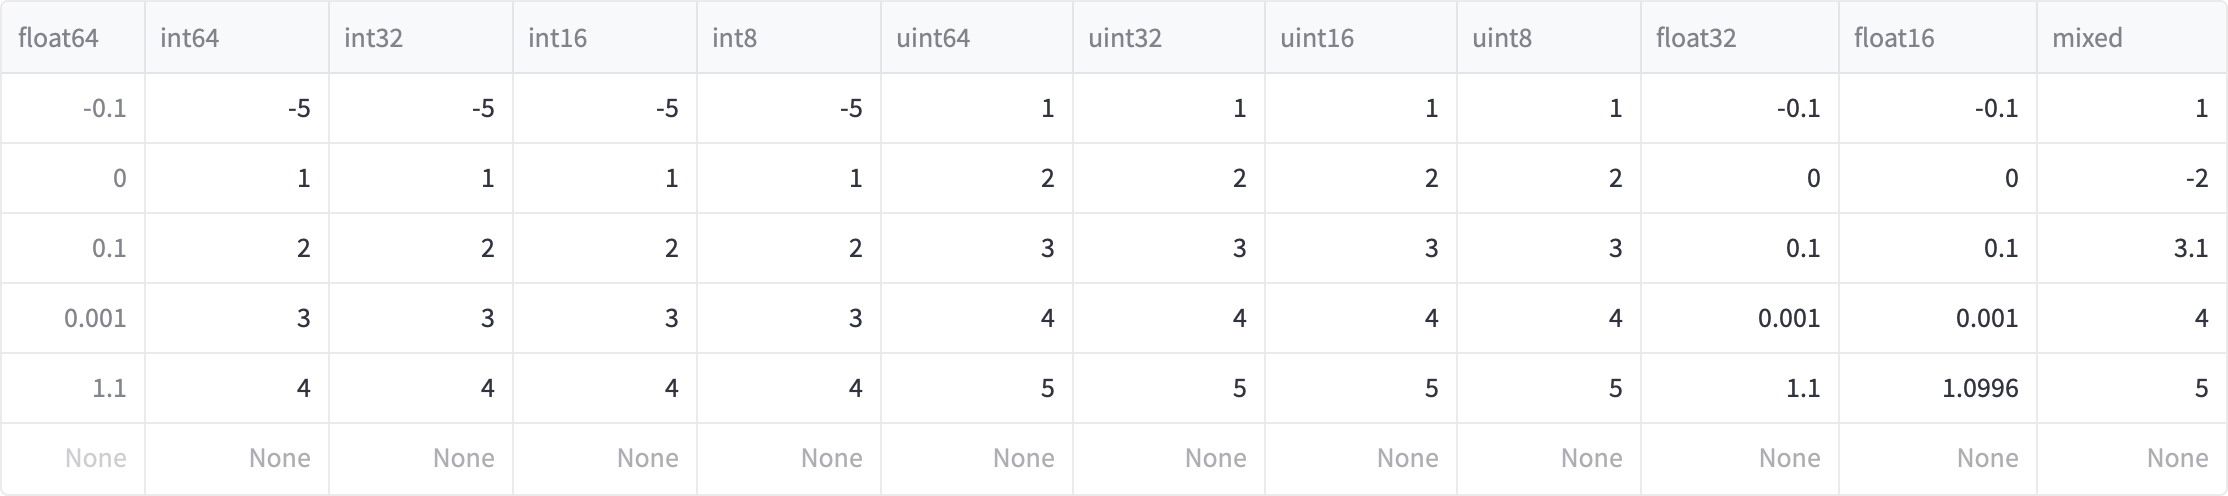 float64 int64 int32 int16 int8 uint64 uint32 uint16 uint8 float32 float16 mixed
-0.1 -5 -5 -5 -5 1 1 1 1 -0.1 -0.1 1
0 1 1 1 1 2 2 2 2 0 0 -2
0.1 2 2 2 2 3 3 3 3 0.1 0.1 3.1
0.001 3 3 3 3 4 4 4 4 0.001 0.001 4
1.1 4 4 4 4 5 5 5 5 1.1 1.0996 5
None None None None None None None None None None None None